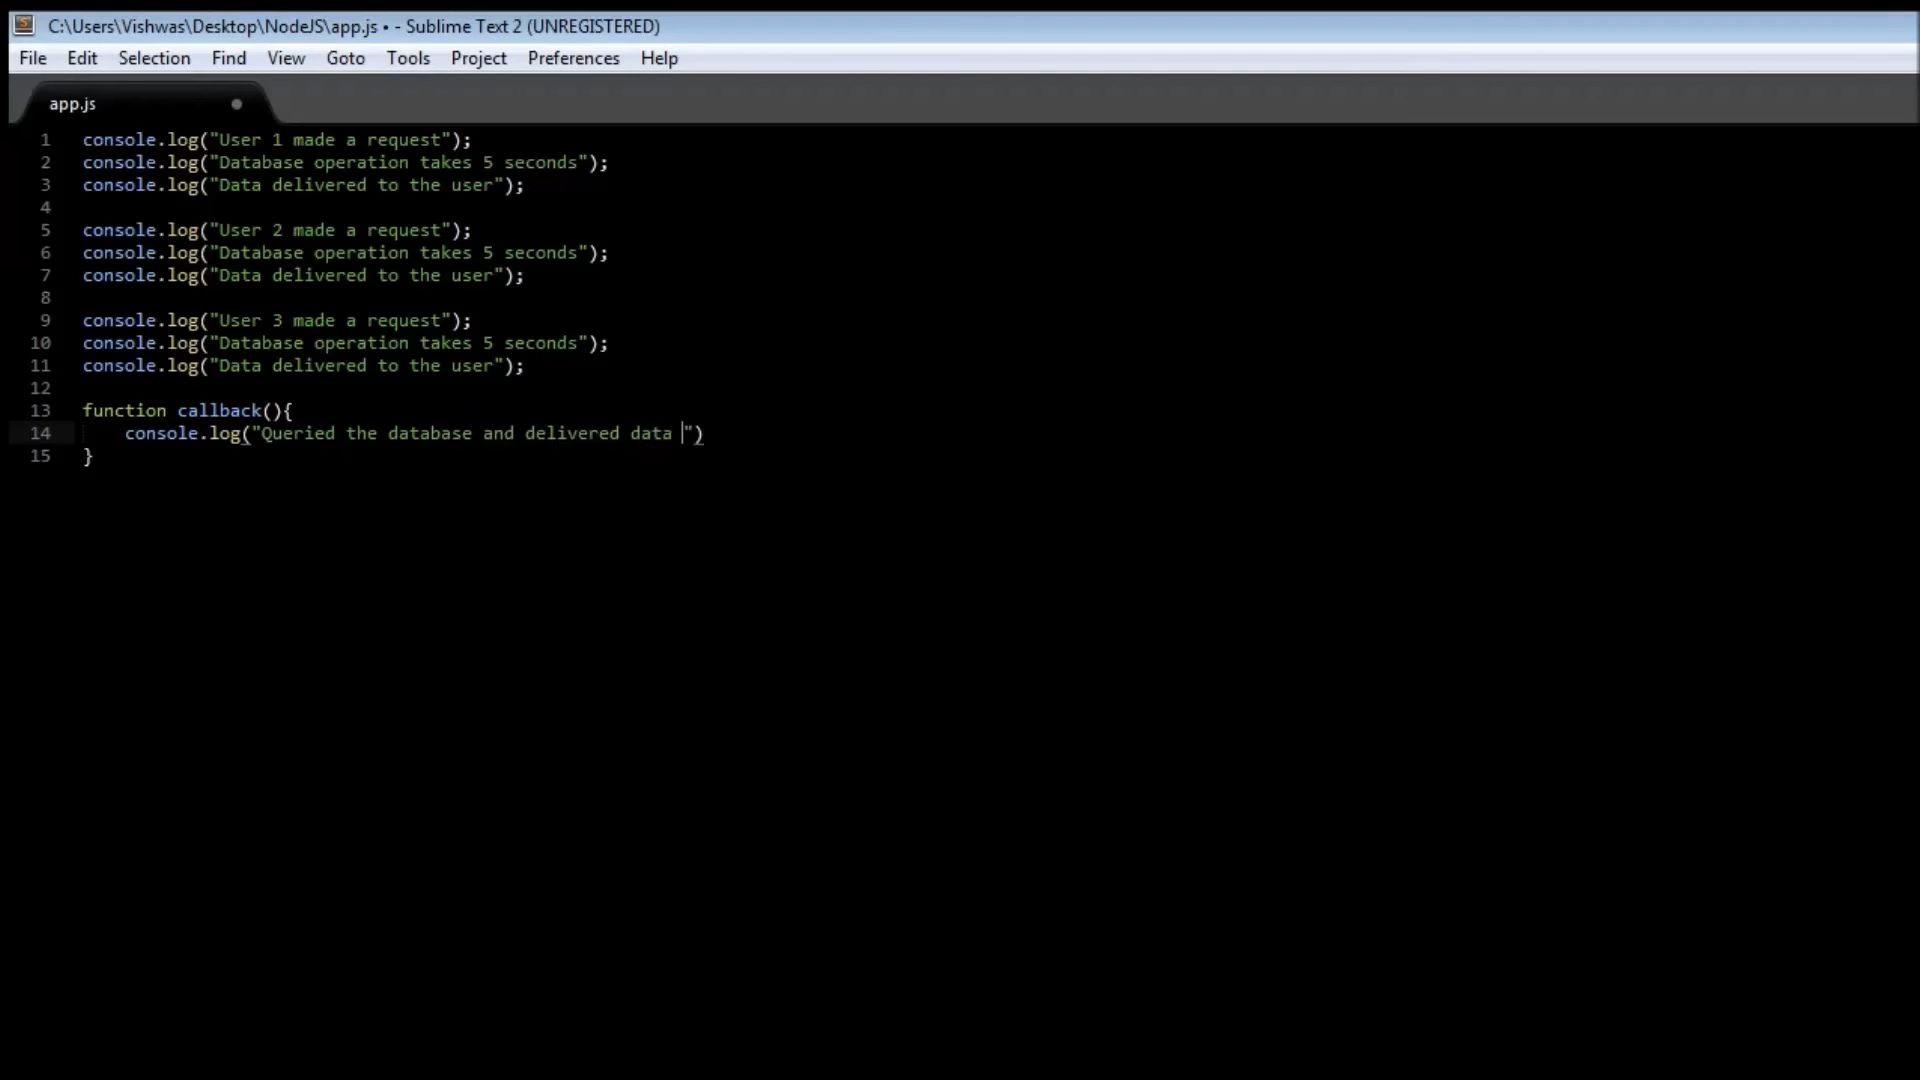 C:\Users\Vishwas\Desktop\NodeJS\app.js • - Sublime Text 2 (UNREGISTERED)
File Edit Selection Find View Goto Tools Project Preferences Help
app.js
1 console.log("User 1 made a request");
2 console.log("Database operation takes 5 seconds");
3 console.log("Data delivered to the user");
4
5 console.log("User 2 made a request");
6 console.log("Database operation takes 5 seconds");
7 console.log("Data delivered to the user");
8
9 console.log("User 3 made a request");
10 console.log("Database operation takes 5 seconds");
11 console.log("Data delivered to the user");
12
13 function callback(){
14     console.log("Queried the database and delivered data ")
15 }